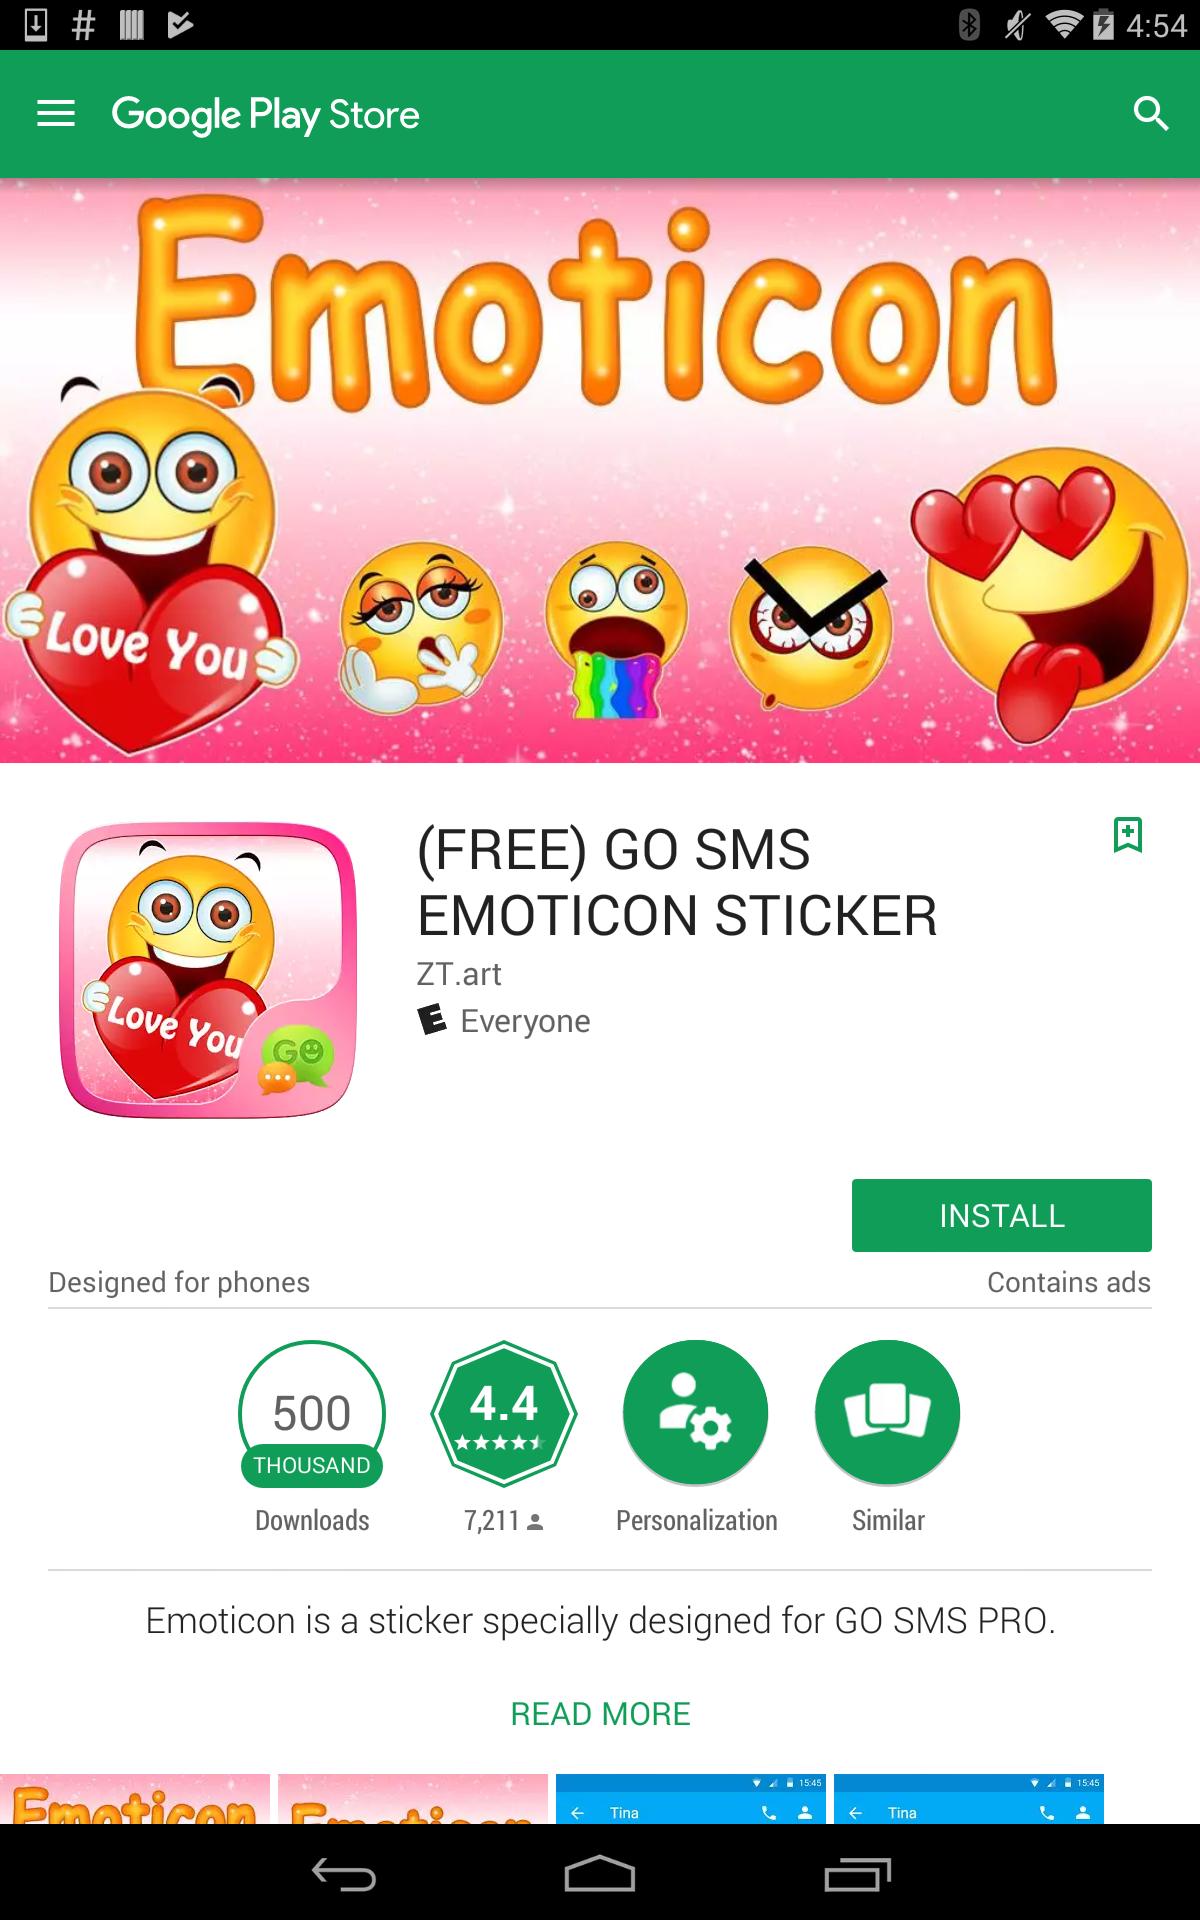 4:54
Google Play Store
Emoticon
Love You
(FREE) GO SMS
EMOTICON STICKER
Love You
GO
ZT.art
E Everyone
INSTALL
Designed for phones
Contains ads
500
THOUSAND
4.4
Downloads
7,211
Personalization
Similar
Emoticon is a sticker specially designed for GO SMS PRO.
READ MORE
Emoticon
Emoticon
15:45
Tina
15:45
Tina